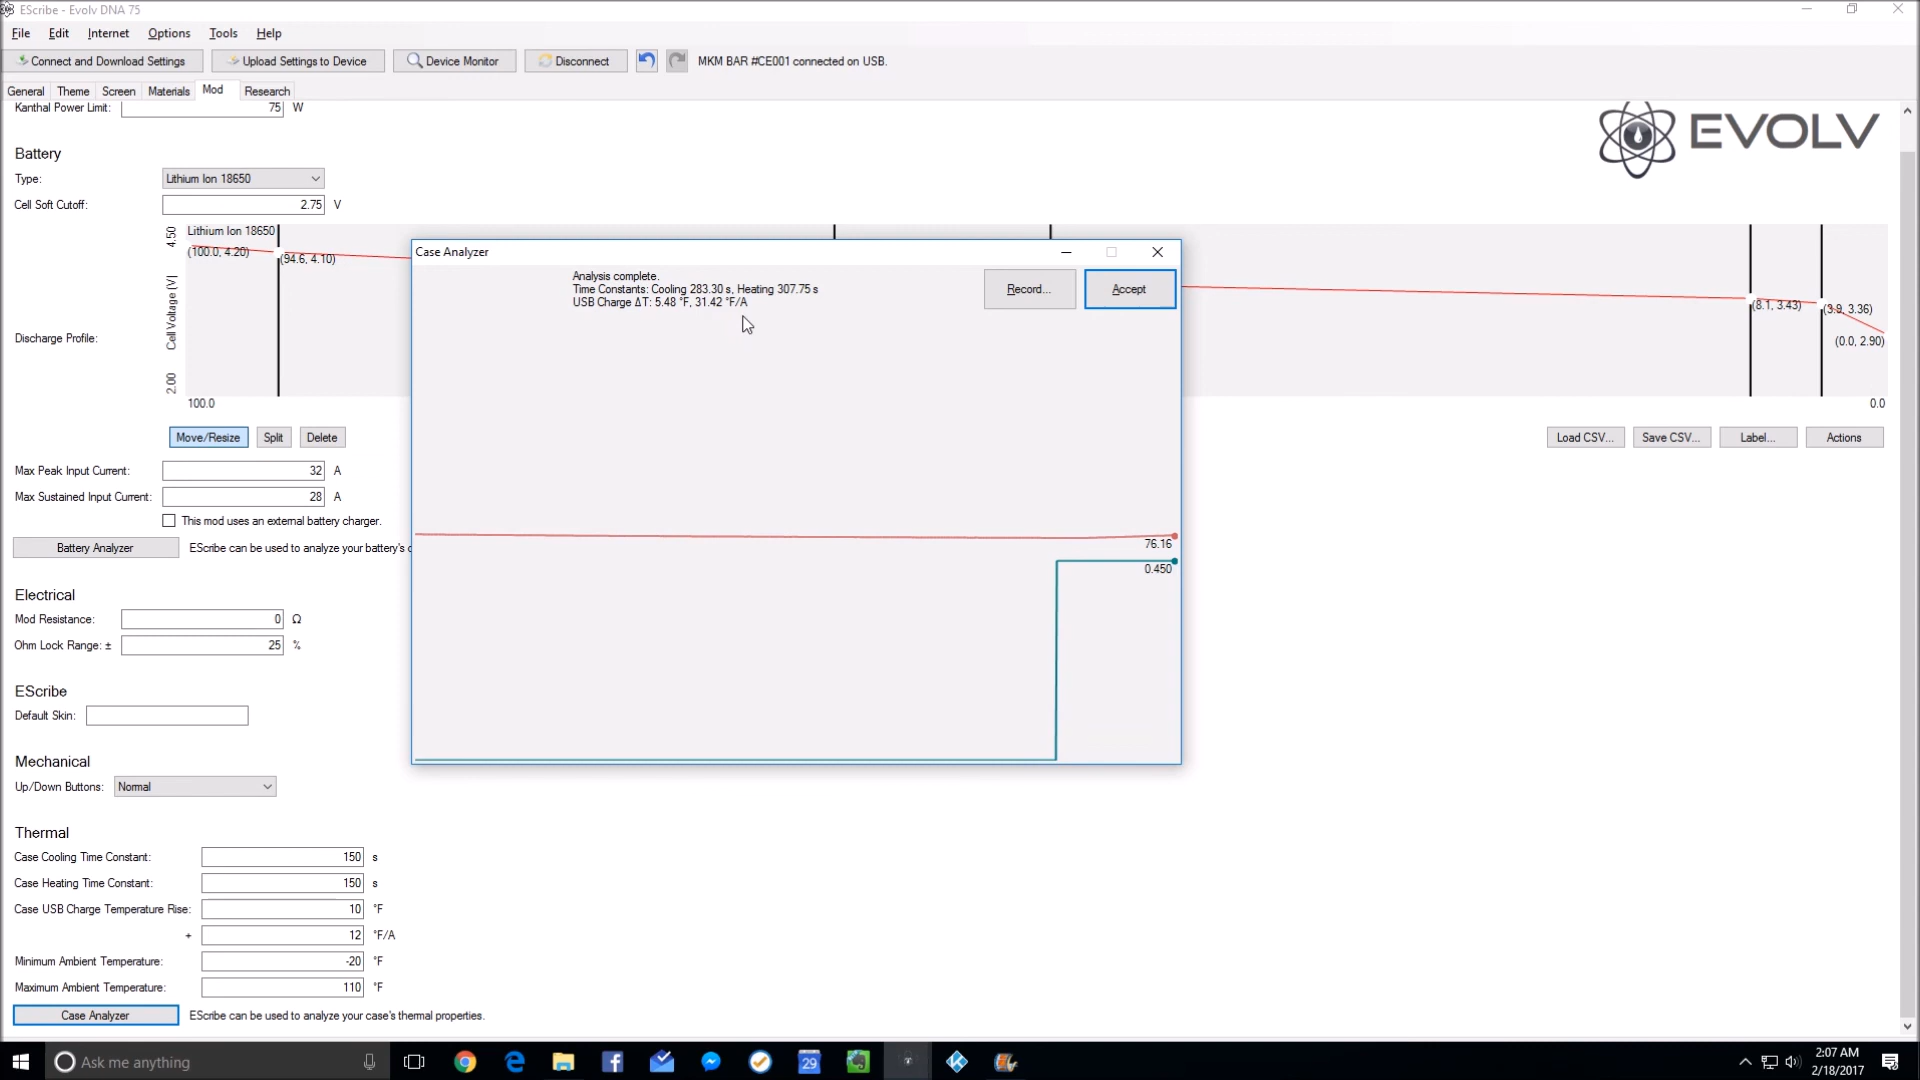 EScribe - Evolv DNA 75
File Edit Internet Options Tools Help
Connect and Download Settings Upload Settings to Device Device Monitor Disconnect MKM BAR #CE001 connected on USB.
General Theme Screen Materials Mod Research
Kanthal Power Limit: 75 W
EVOLV
Battery
Type: Lithium Ion 18650
Cell Soft Cutoff: 2.75 V
Discharge Profile:
Cell Voltage (V)
4.50
2.00
Lithium Ion 18650
(100.0, 4.20)
(94.6, 4.10)
(8.1, 3.43)
(3.9, 3.36)
(0.0, 2.90)
100.0
0.0
Case Analyzer
Analysis complete.
Time Constants: Cooling 283.30 s, Heating 307.75 s
USB Charge ΔT: 5.48 °F, 31.42 °F/A
Record... Accept
76.16
0.450
Move/Resize Split Delete
Load CSV... Save CSV... Label... Actions
Max Peak Input Current: 32 A
Max Sustained Input Current: 28 A
This mod uses an external battery charger.
Battery Analyzer EScribe can be used to analyze your battery's
Electrical
Mod Resistance: 0 Ω
Ohm Lock Range: ± 25 %
EScribe
Default Skin:
Mechanical
Up/Down Buttons: Normal
Thermal
Case Cooling Time Constant: 150 s
Case Heating Time Constant: 150 s
Case USB Charge Temperature Rise: 10 °F
+ 12 °F/A
Minimum Ambient Temperature: -20 °F
Maximum Ambient Temperature: 110 °F
Case Analyzer EScribe can be used to analyze your case's thermal properties.
Ask me anything
29
2:07 AM
2/18/2017